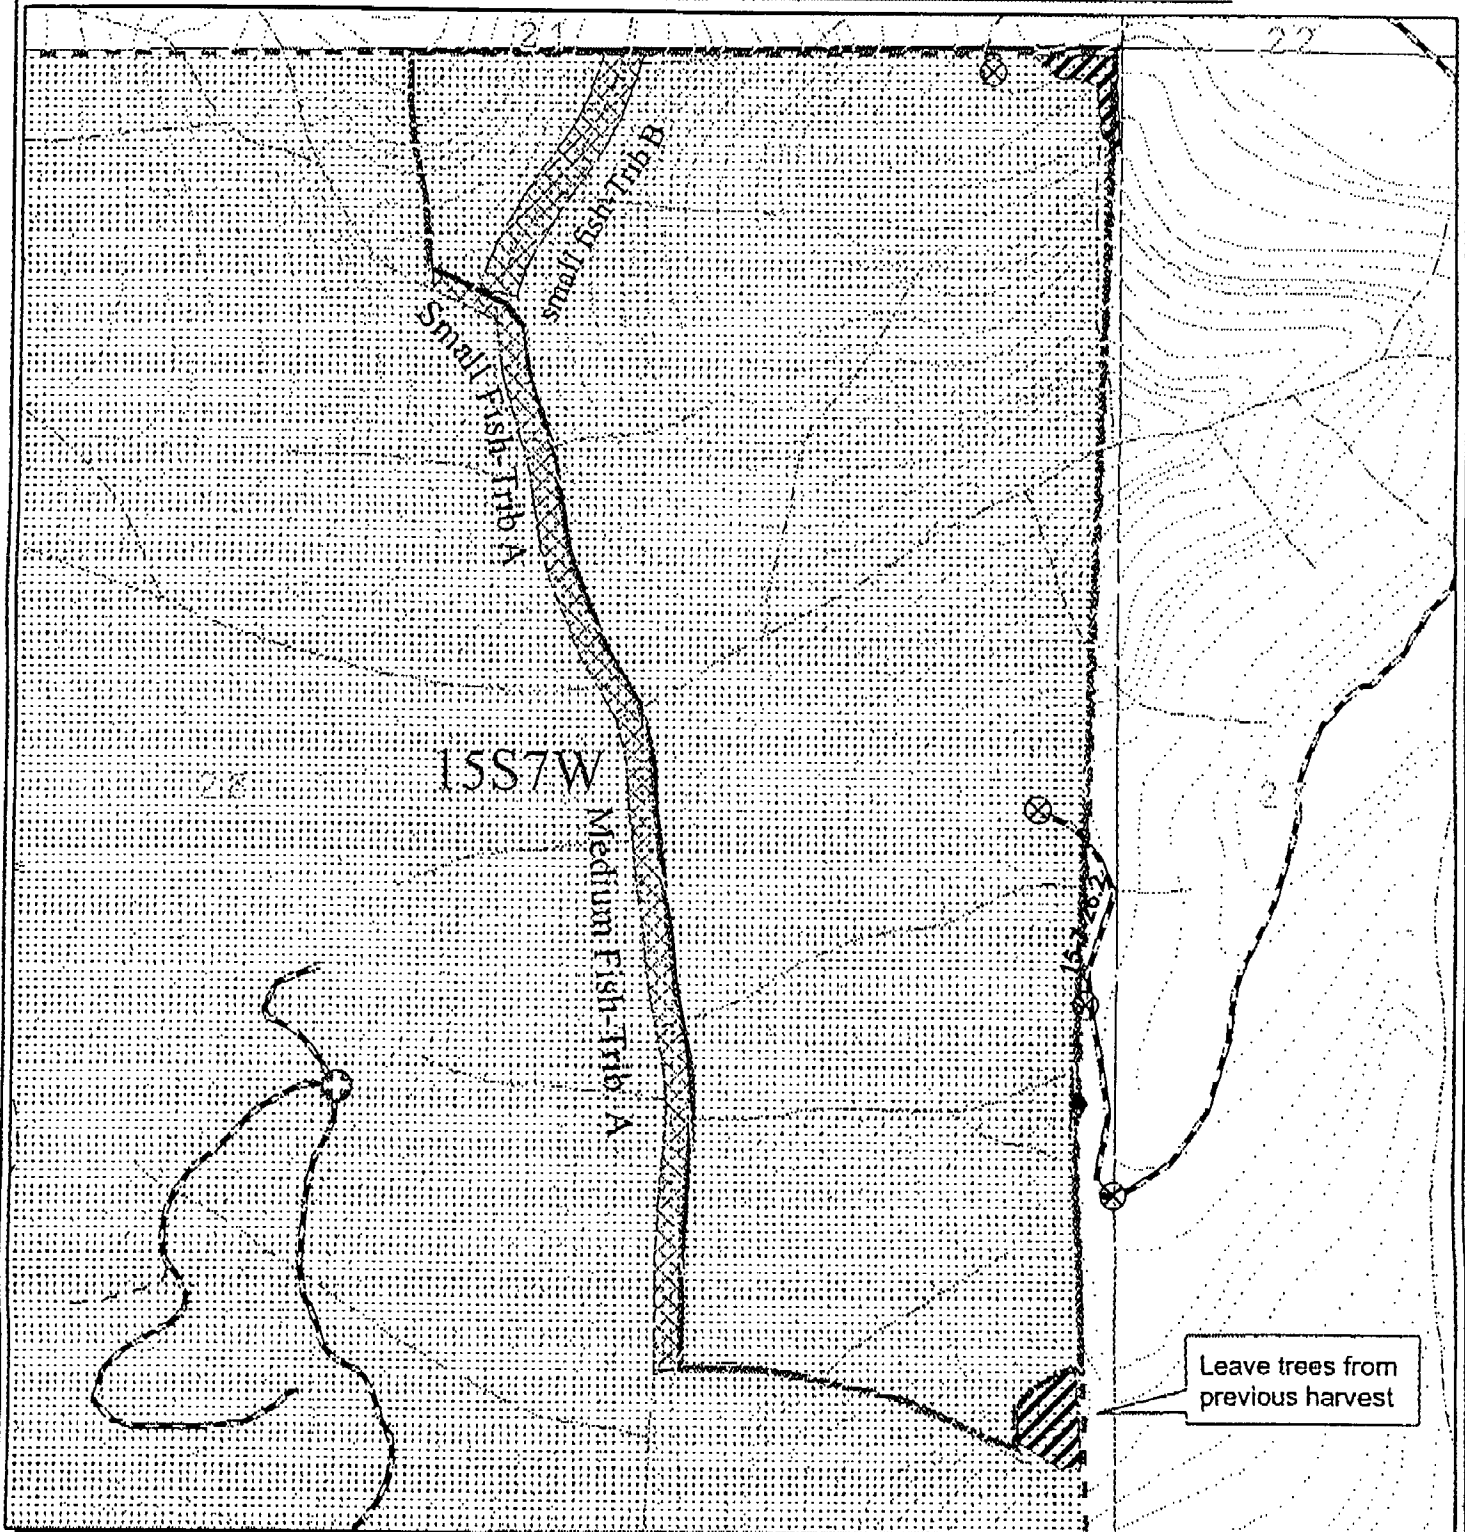 21
22
small fish-Trib B
Small Fish-Trib A
15S7W
28
2
Medium Fish-Trib A
Leave trees from
previous harvest